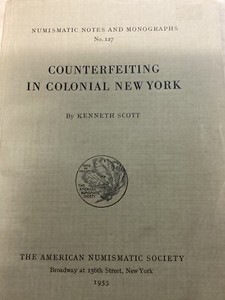 NUMISMATIC NOTES AND MONOGRAPHS
No. 127
COUNTERFEITING
IN COLONIAL NEW YORK
By KENNETH SCOTT
THE AMERICAN NUMISMATIC SOCIETY
Broadway at 156th Street, New York
1953